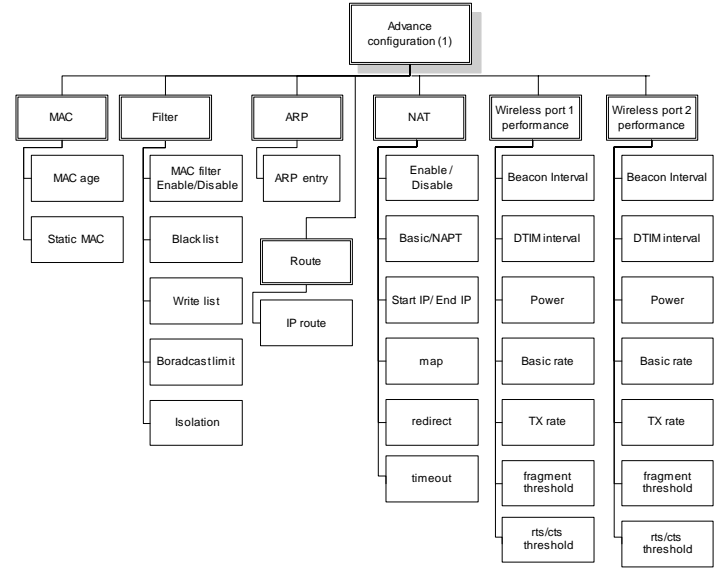 Advance
configuration (1)
MAC
MAC age
Static MAC
Filter
MAC filter
Enable/Disable
Black list
Write list
Boradcast limit
Isolation
ARP
ARP entry
Route
IP route
NAT
Enable /
Disable
Basic/NAPT
Start IP/ End IP
map
redirect
timeout
Wireless port 1
performance
Beacon Interval
DTIM interval
Power
Basic rate
TX rate
fragment
threshold
rts/cts
threshold
Wireless port 2
performance
Beacon Interval
DTIM interval
Power
Basic rate
TX rate
fragment
threshold
rts/cts
threshold